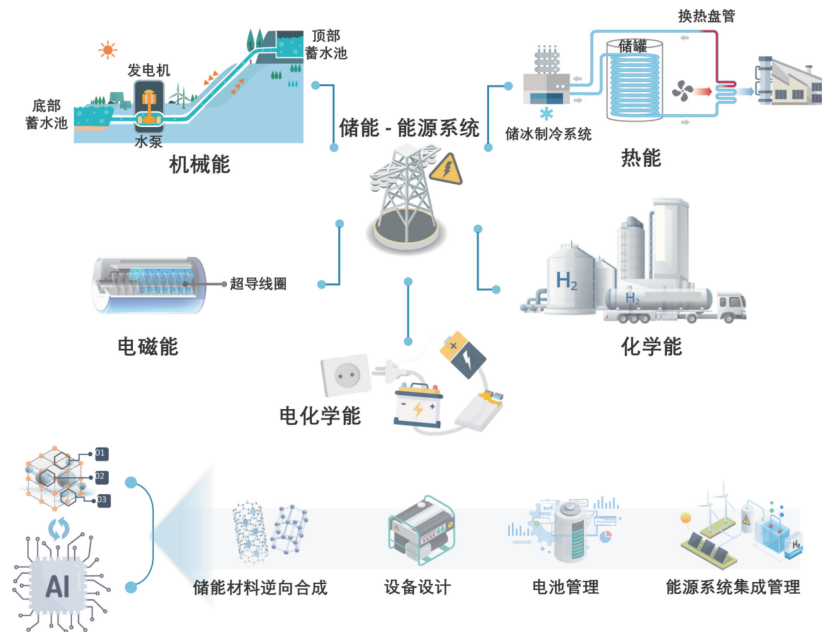 换热盘管
顶部
蓄水池
储罐
发电机
底部
蓄水池
水泵
储能 - 能源系统
储冰制冷系统
机械能
热能
超导线圈
H₂
H₂
电磁能
化学能
电化学能
01
02
03
AI
H₂
储能材料逆向合成
设备设计
电池管理
能源系统集成管理